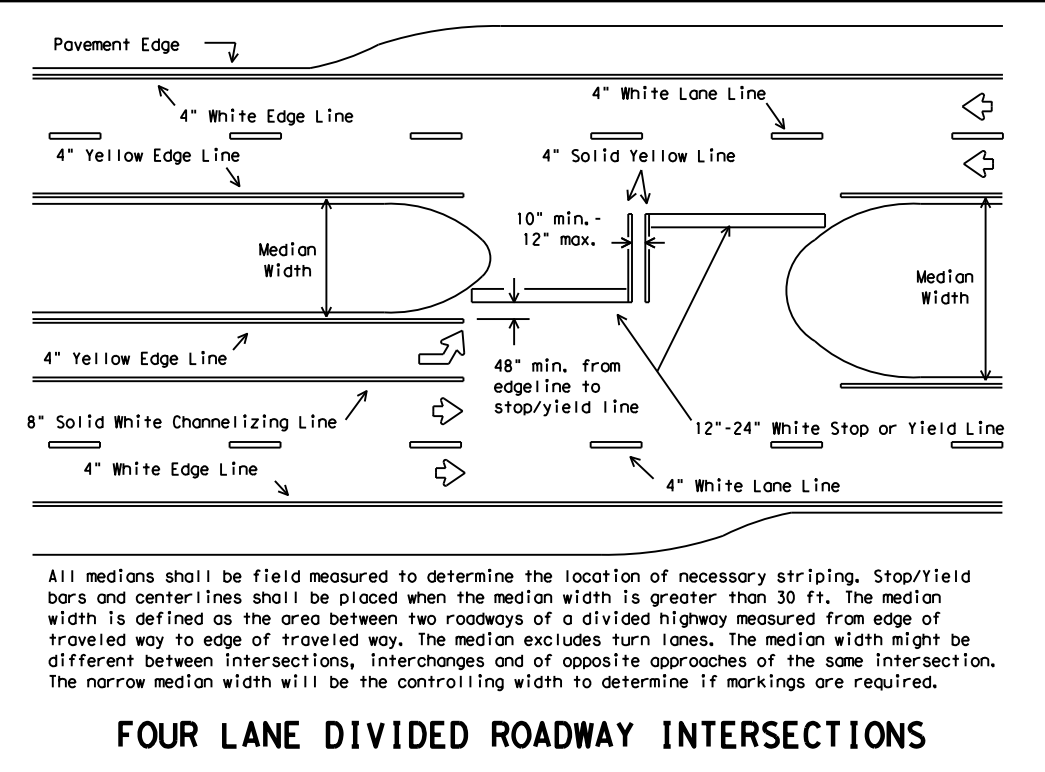 Pavement Edge
4" White Edge Line
4" White Lane Line
4" Yellow Edge Line
4" Solid Yellow Line
10" min.-
12" max.
Median
Width
Median
Width
4" Yellow Edge Line
48" min. from
edgeline to
stop/yield line
8" Solid White Channelizing Line
12"-24" White Stop or Yield Line
4" White Edge Line
4" White Lane Line
All medians shall be field measured to determine the location of necessary striping. Stop/Yield
bars and centerlines shall be placed when the median width is greater than 30 ft. The median
width is defined as the area between two roadways of a divided highway measured from edge of
traveled way to edge of traveled way. The median excludes turn lanes. The median width might be
different between intersections, interchanges and of opposite approaches of the same intersection.
The narrow median width will be the controlling width to determine if markings are required.
FOUR LANE DIVIDED ROADWAY INTERSECTIONS